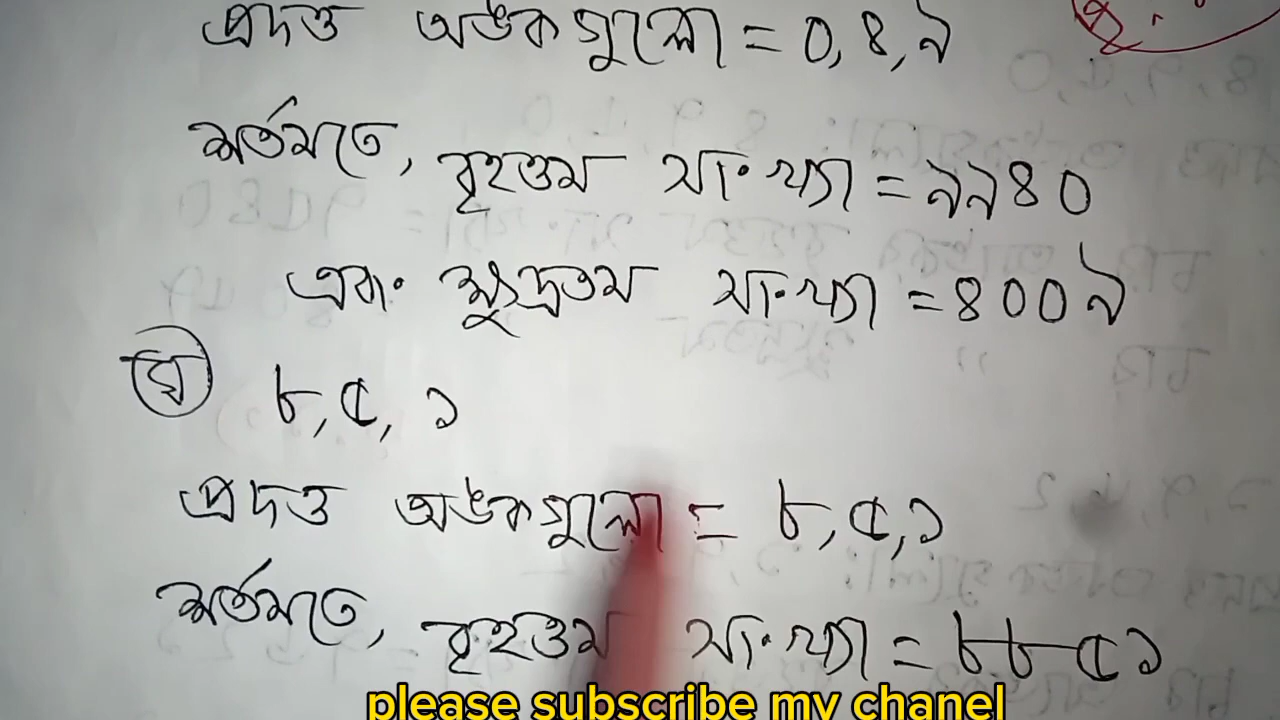 প্রদত্ত অঙ্কগুলো = ০, ৪, ৯
শর্তমতে, বৃহত্তম সাংখ্যা = ৯৯৪০
এবাং ক্ষুদ্রতম সাংখ্যা = ৪০০৯
ঘ ৮, ৫, ১
প্রদত্ত অঙ্কগুলো = ৮, ৫, ১
শর্তমতে, বৃহত্তম সাংখ্যা = ৮৮৫১
please subscribe my chanel